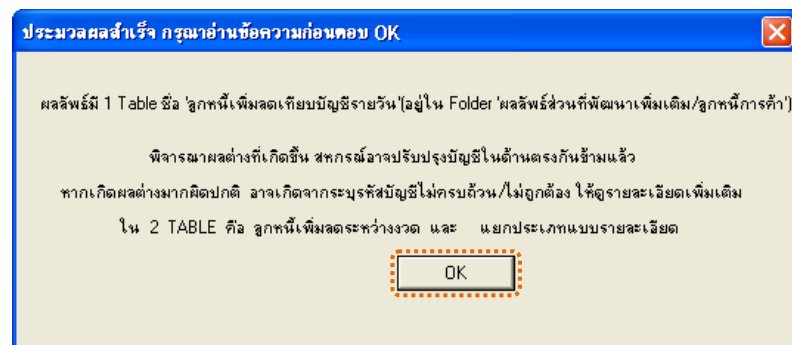 ประมวลผลสำเร็จ กรุณาอ่านข้อความก่อนตอบ OK
ผลลัพธ์มี 1 Table ชื่อ 'ลูกหนี้เพิ่มลดเทียบบัญชีรายวัน'(อยู่ใน Folder 'ผลลัพธ์ส่วนที่พัฒนาเพิ่มเติม/ลูกหนี้การค้า')
พิจารณาผลต่างที่เกิดขึ้น สหกรณ์อาจปรับปรุงบัญชีในด้านตรงกันข้ามแล้ว
หากเกิดผลต่างมากผิดปกติ อาจเกิดจากระบุรหัสบัญชีไม่ครบถ้วน/ไม่ถูกต้อง ให้ดูรายละเอียดเพิ่มเติม
ใน 2 TABLE คือ ลูกหนี้เพิ่มลดระหว่างงวด และ แยกประเภทแบบรายละเอียด
OK